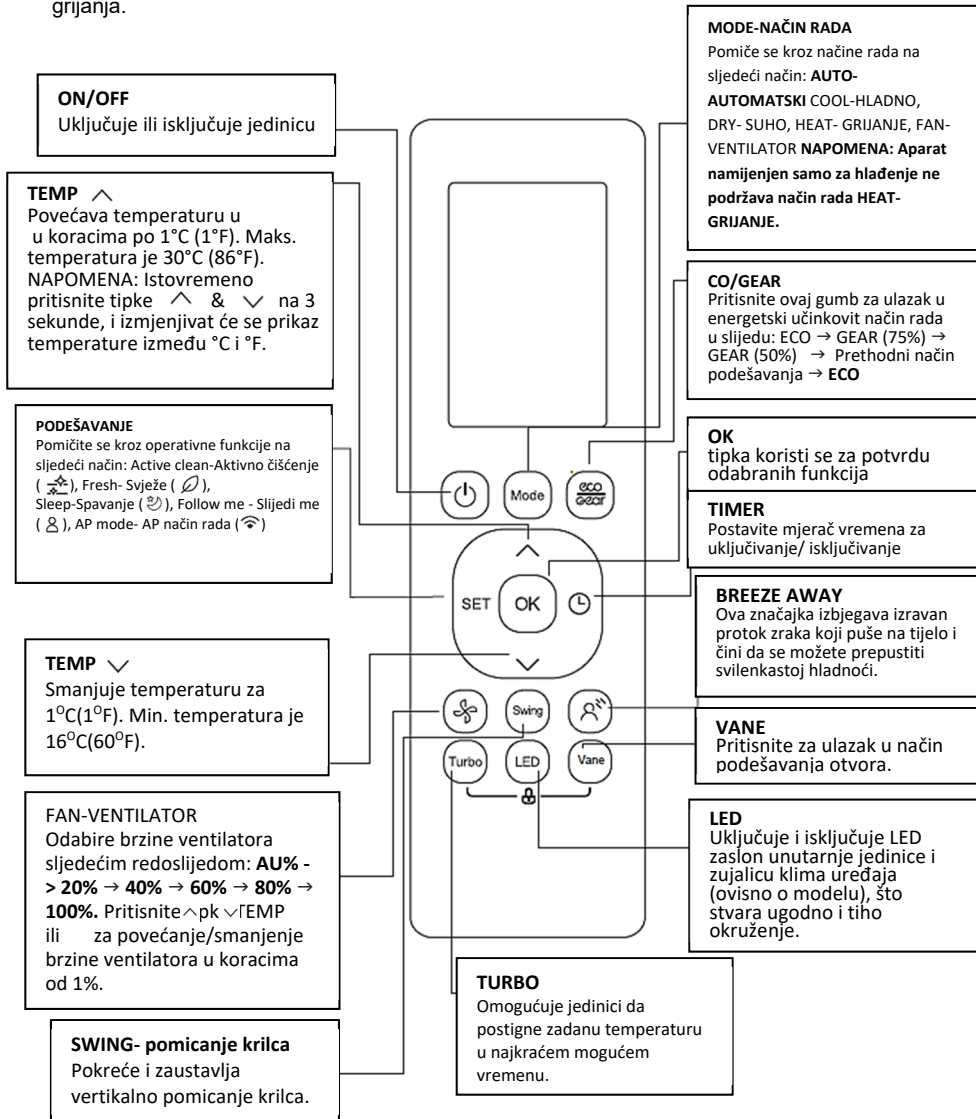 grijanja.
MODE-NAČIN RADA
Pomiče se kroz načine rada na
sljedeći način: AUTO-
AUTOMATSKI COOL-HLADNO,
DRY- SUHO, HEAT- GRIJANJE, FAN-
VENTILATOR NAPOMENA: Aparat
namijenjen samo za hlađenje ne
podržava način rada HEAT-
GRIJANJE.
ON/OFF
Uključuje ili isključuje jedinicu
TEMP ︿
Povećava temperaturu u
u koracima po 1°C (1°F). Maks.
temperatura je 30°C (86°F).
NAPOMENA: Istovremeno
pritisnite tipke ︿ & ﹀ na 3
sekunde, i izmjenjivat će se prikaz
temperature između °C i °F.
CO/GEAR
Pritisnite ovaj gumb za ulazak u
energetski učinkovit način rada
u slijedu: ECO → GEAR (75%) →
GEAR (50%) → Prethodni način
podešavanja → ECO
PODEŠAVANJE
Pomičite se kroz operativne funkcije na
sljedeći način: Active clean-Aktivno čišćenje
( ), Fresh- Svježe ( ),
Sleep-Spavanje ( ), Follow me - Slijedi me
( ), AP mode- AP način rada ( )
OK
tipka koristi se za potvrdu
odabranih funkcija
TIMER
Postavite mjerač vremena za
uključivanje/ isključivanje
BREEZE AWAY
Ova značajka izbjegava izravan
protok zraka koji puše na tijelo i
čini da se možete prepustiti
svilenkastoj hladnoći.
TEMP ﹀
Smanjuje temperaturu za
1°C(1°F). Min. temperatura je
16°C(60°F).
VANE
Pritisnite za ulazak u način
podešavanja otvora.
FAN-VENTILATOR
Odabire brzine ventilatora
sljedećim redoslijedom: AU% -
> 20% → 40% → 60% → 80% →
100%. Pritisnite ︿pk ﹀TEMP
ili za povećanje/smanjenje
brzine ventilatora u koracima
od 1%.
LED
Uključuje i isključuje LED
zaslon unutarnje jedinice i
zujalicu klima uređaja
(ovisno o modelu), što
stvara ugodno i tiho
okruženje.
TURBO
Omogućuje jedinici da
postigne zadanu temperaturu
u najkraćem mogućem
vremenu.
SWING- pomicanje krilca
Pokreće i zaustavlja
vertikalno pomicanje krilca.
Mode
eco
gear
SET
OK
Swing
Turbo
LED
Vane